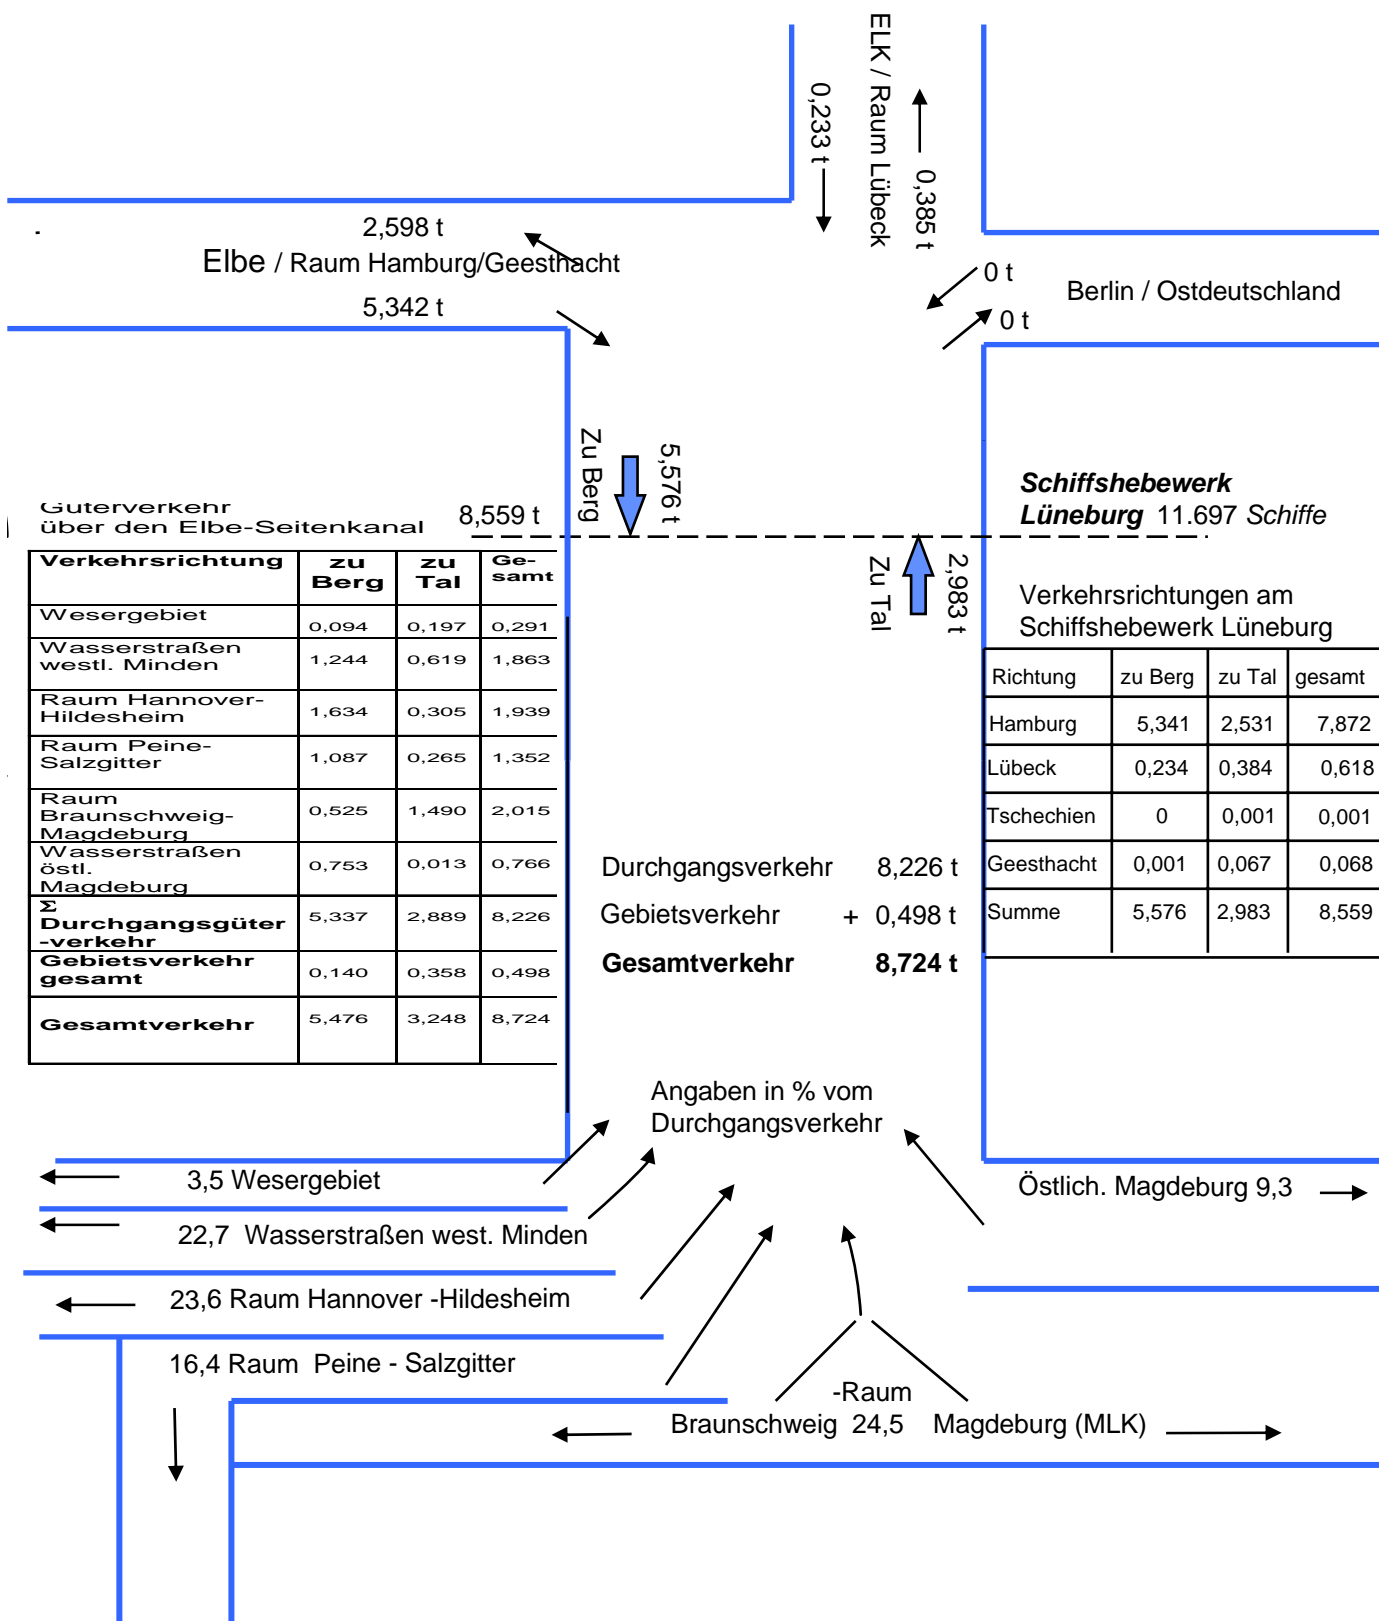 ELK / Raum Lübeck
0,233 t
0,385 t
2,598 t
Elbe / Raum Hamburg/Geesthacht
5,342 t
0 t
0 t
Berlin / Ostdeutschland
Zu Berg
5,576 t
Schiffshebewerk
Lüneburg 11.697 Schiffe
Güterverkehr
über den Elbe-Seitenkanal 8,559 t
Zu Tal
2,983 t
Verkehrsrichtung zu Berg zu Tal Ge-samt
Wesergebiet 0,094 0,197 0,291
Wasserstraßen
westl. Minden 1,244 0,619 1,863
Raum Hannover-
Hildesheim 1,634 0,305 1,939
Raum Peine-
Salzgitter 1,087 0,265 1,352
Raum
Braunschweig- 0,525 1,490 2,015
Magdeburg
Wasserstraßen
östl. 0,753 0,013 0,766
Magdeburg
Σ
Durchgangsgüter 5,337 2,889 8,226
-verkehr
Gebietsverkehr
gesamt 0,140 0,358 0,498
Gesamtverkehr 5,476 3,248 8,724
Verkehrsrichtungen am
Schiffshebewerk Lüneburg
Richtung zu Berg zu Tal gesamt
Hamburg 5,341 2,531 7,872
Lübeck 0,234 0,384 0,618
Tschechien 0 0,001 0,001
Geesthacht 0,001 0,067 0,068
Summe 5,576 2,983 8,559
Durchgangsverkehr 8,226 t
Gebietsverkehr + 0,498 t
Gesamtverkehr 8,724 t
Angaben in % vom
Durchgangsverkehr
3,5 Wesergebiet
Östlich. Magdeburg 9,3
22,7 Wasserstraßen west. Minden
23,6 Raum Hannover -Hildesheim
16,4 Raum Peine - Salzgitter
-Raum
Braunschweig 24,5 Magdeburg (MLK)